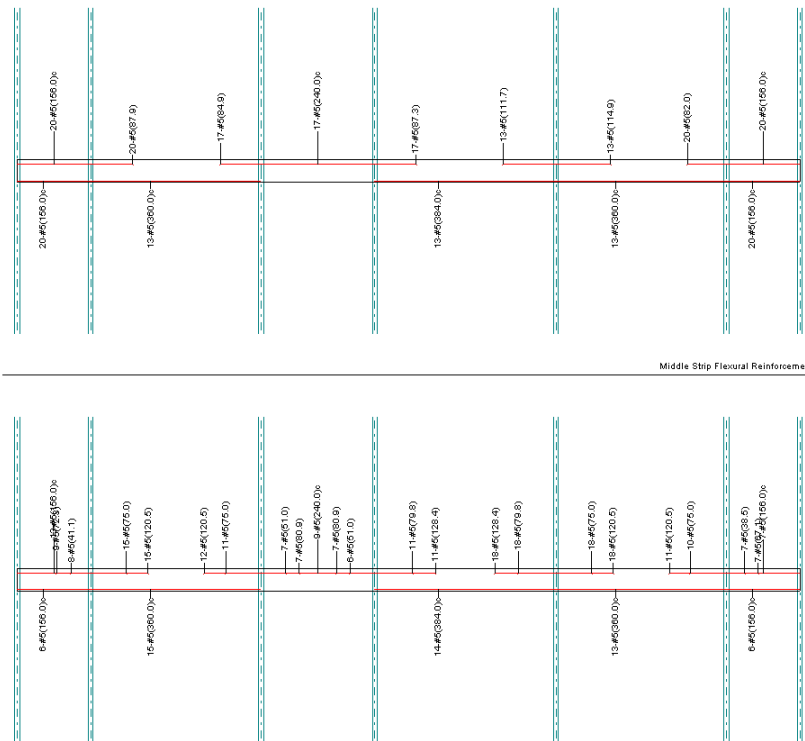 20-#5(156.0)c
20-#5(87.9)
17-#5(84.9)
17-#5(240.0)c
17-#5(87.3)
13-#5(111.7)
13-#5(114.9)
20-#5(82.0)
20-#5(156.0)c
20-#5(156.0)c
13-#5(360.0)c
13-#5(384.0)c
13-#5(360.0)c
20-#5(156.0)c
Middle Strip Flexural Reinforceme
8-#5(41.1)
15-#5(75.0)
16-#5(120.5)
12-#5(120.5)
11-#5(75.0)
7-#5(51.0)
7-#5(80.9)
9-#5(240.0)c
7-#5(80.9)
6-#5(51.0)
11-#5(79.8)
11-#5(128.4)
18-#5(128.4)
18-#5(79.8)
18-#5(75.0)
18-#5(120.5)
11-#5(120.5)
10-#5(75.0)
7-#5(38.5)
6-#5(156.0)c
15-#5(360.0)c
14-#5(384.0)c
13-#5(360.0)c
6-#5(156.0)c